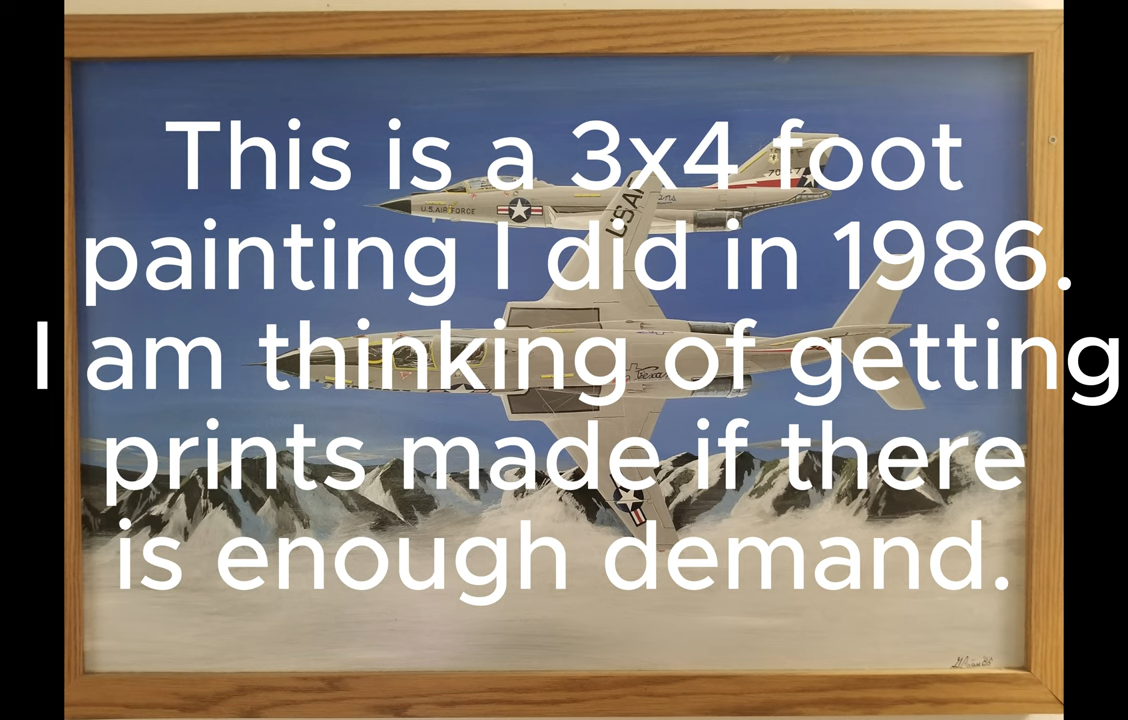 This is a 3x4 foot
painting I did in 1986.
I am thinking of getting
prints made if there
is enough demand.
U.S. AIR FORCE
USAF
Texans